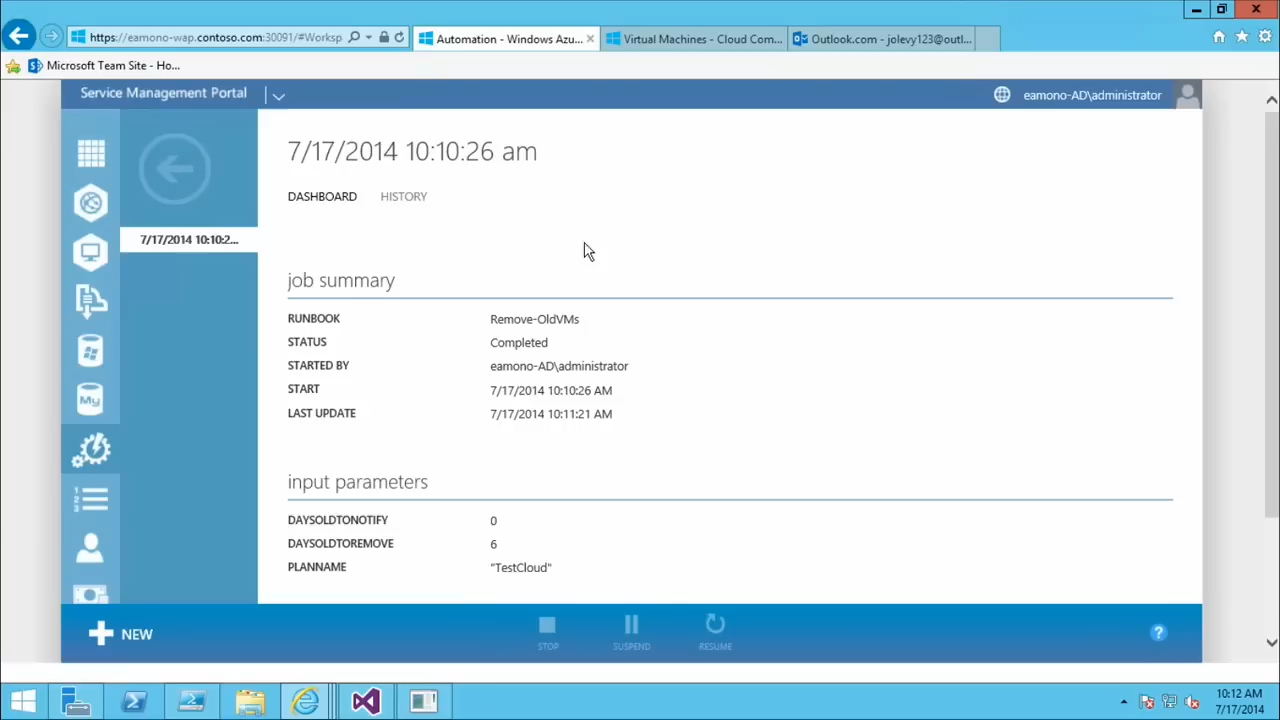 https://eamono-wap.contoso.com:30091/#Worksp
Automation - Windows Azu...
Virtual Machines - Cloud Com...
Outlook.com - jolevy123@outl...
Microsoft Team Site - Ho...
Service Management Portal
eamono-AD\administrator
7/17/2014 10:10:26 am
DASHBOARD HISTORY
7/17/2014 10:10:2...
job summary
RUNBOOK Remove-OldVMs
STATUS Completed
STARTED BY eamono-AD\administrator
START 7/17/2014 10:10:26 AM
LAST UPDATE 7/17/2014 10:11:21 AM
input parameters
DAYSOLDTONOTIFY 0
DAYSOLDTOREMOVE 6
PLANNAME "TestCloud"
My
1
2
3
NEW
STOP SUSPEND RESUME
?
10:12 AM
7/17/2014